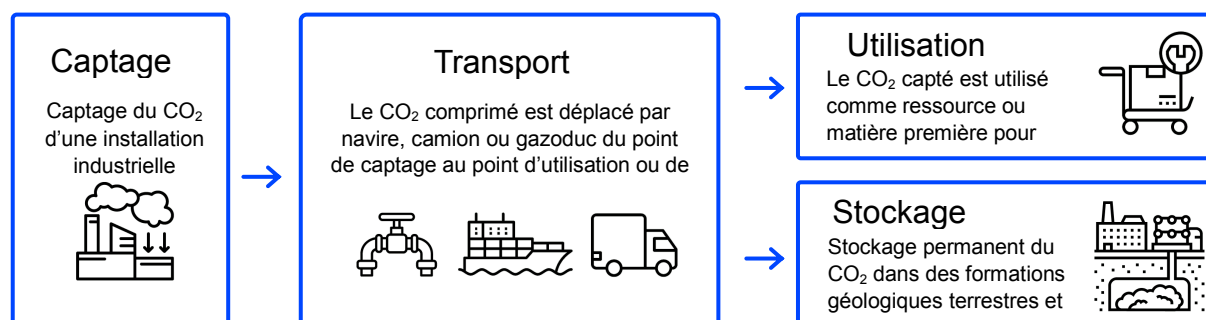 Captage
Captage du CO₂
d’une installation
industrielle
Transport
Le CO₂ comprimé est déplacé par
navire, camion ou gazoduc du point
de captage au point d’utilisation ou de
Utilisation
Le CO₂ capté est utilisé
comme ressource ou
matière première pour
Stockage
Stockage permanent du
CO₂ dans des formations
géologiques terrestres et